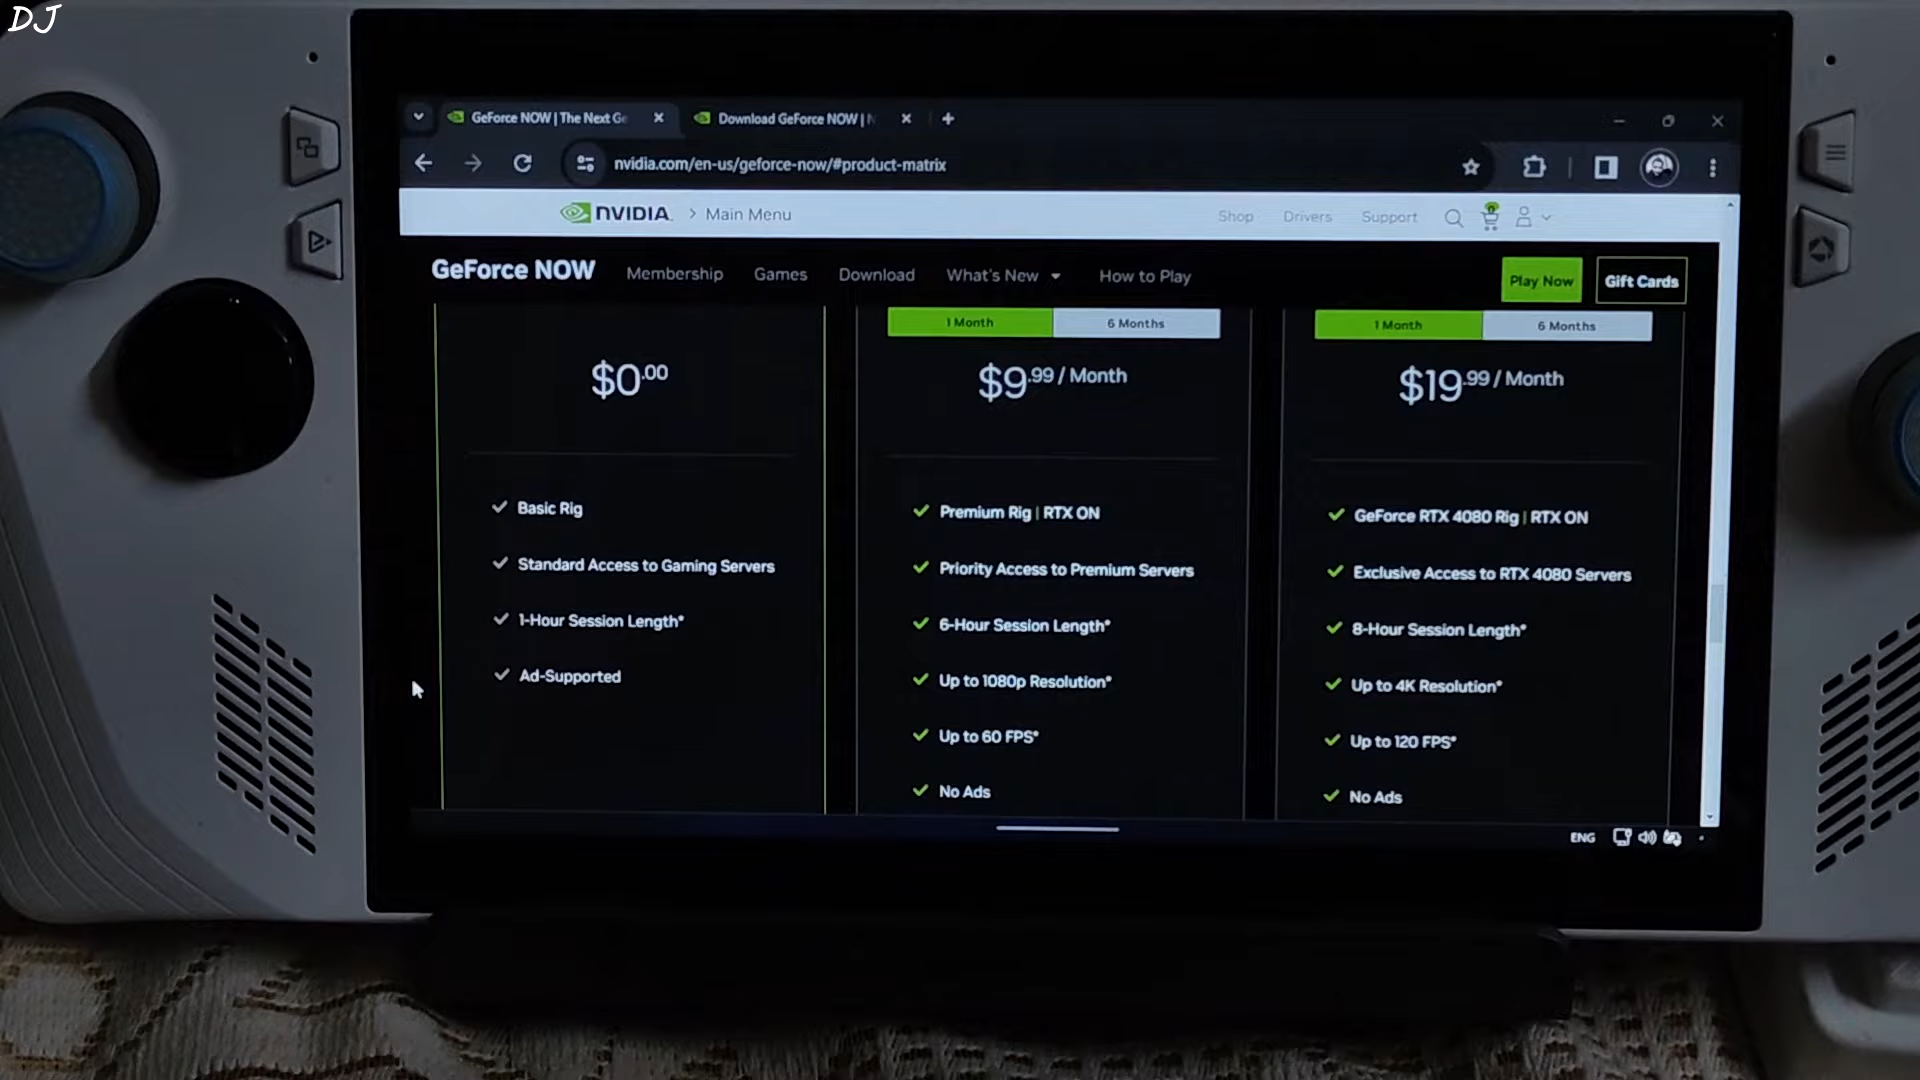 DJ
GeForce NOW | The Next Ge
Download GeForce NOW | N
nvidia.com/en-us/geforce-now/#product-matrix
NVIDIA. > Main Menu
Shop Drivers Support
GeForce NOW Membership Games Download What's New How to Play
Play Now Gift Cards
1 Month 6 Months
1 Month 6 Months
$0.00
$9.99 / Month
$19.99 / Month
Basic Rig
Standard Access to Gaming Servers
1-Hour Session Length*
Ad-Supported
Premium Rig | RTX ON
Priority Access to Premium Servers
6-Hour Session Length*
Up to 1080p Resolution*
Up to 60 FPS*
No Ads
GeForce RTX 4080 Rig | RTX ON
Exclusive Access to RTX 4080 Servers
8-Hour Session Length*
Up to 4K Resolution*
Up to 120 FPS*
No Ads
ENG